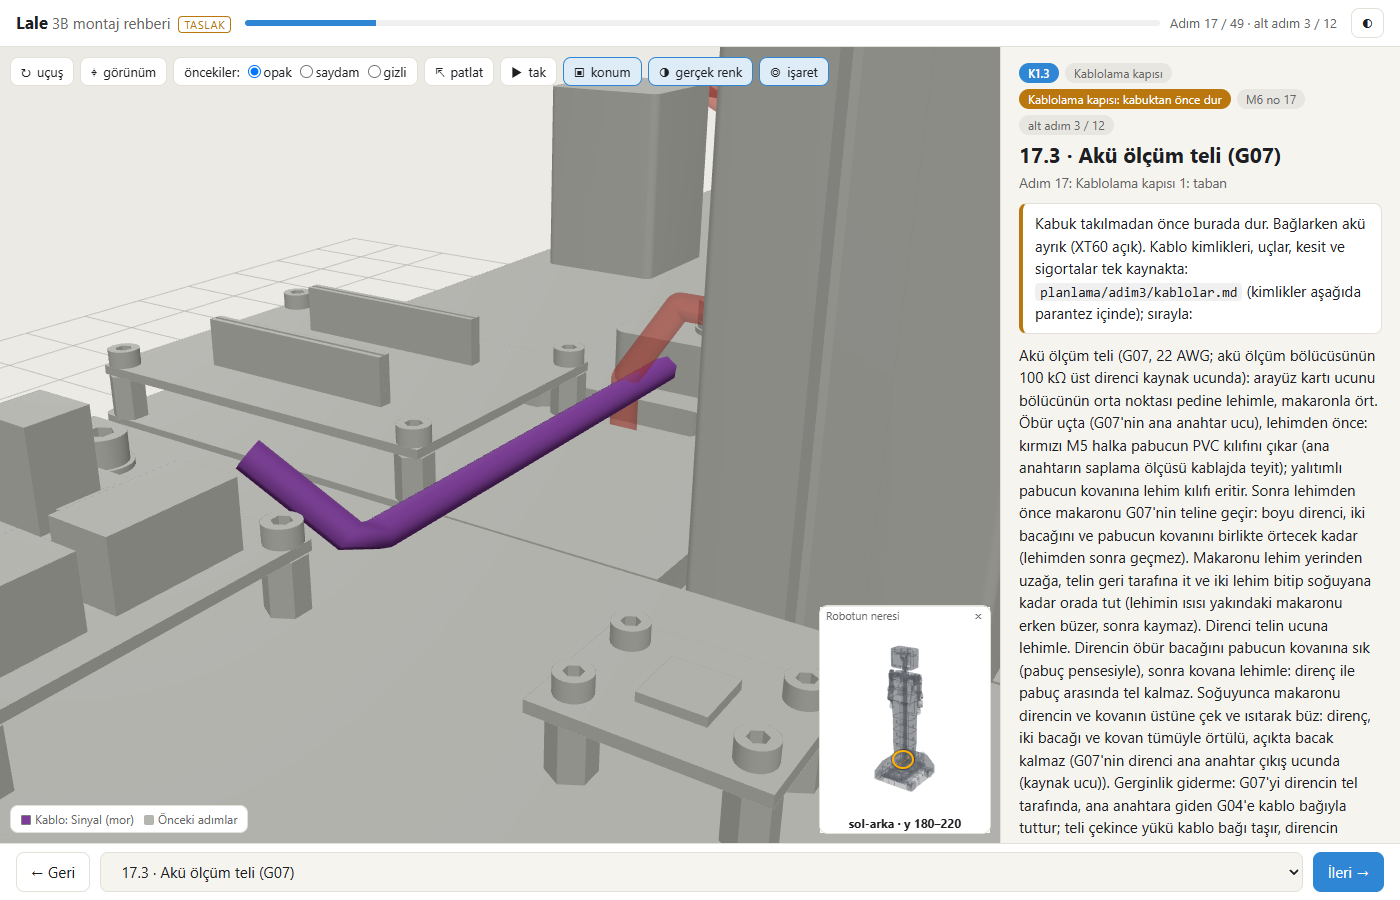 Lale 3B montaj rehberi TASLAK
Adım 17 / 49 · alt adım 3 / 12
↻ uçuş
⌖ görünüm
öncekiler: opak saydam gizli
⇱ patlat
▶ tak
▣ konum
◑ gerçek renk
◎ işaret
K1.3 Kablolama kapısı
Kablolama kapısı: kabuktan önce dur M6 no 17
alt adım 3 / 12
17.3 · Akü ölçüm teli (G07)
Adım 17: Kablolama kapısı 1: taban
Kabuk takılmadan önce burada dur. Bağlarken akü
ayrık (XT60 açık). Kablo kimlikleri, uçlar, kesit ve
sigortalar tek kaynakta:
planlama/adim3/kablolar.md (kimlikler aşağıda
parantez içinde); sırayla:
Akü ölçüm teli (G07, 22 AWG; akü ölçüm bölücüsünün
100 kΩ üst direnci kaynak ucunda): arayüz kartı ucunu
bölücünün orta noktası pedine lehimle, makaronla ört.
Öbür uçta (G07'nin ana anahtar ucu), lehimden önce:
kırmızı M5 halka pabucun PVC kılıfını çıkar (ana
anahtarın saplama ölçüsü kablajda teyit); yalıtımlı
pabucun kovanına lehim kılıfı eritir. Sonra lehimden
önce makaronu G07'nin teline geçir: boyu direnci, iki
bacağını ve pabucun kovanını birlikte örtecek kadar
(lehimden sonra geçmez). Makaronu lehim yerinden
uzağa, telin geri tarafına it ve iki lehim bitip soğuyana
kadar orada tut (lehimin ısısı yakındaki makaronu
erken büzer, sonra kaymaz). Direnci telin ucuna
lehimle. Direncin öbür bacağını pabucun kovanına sık
(pabuç pensesiyle), sonra kovana lehimle: direnç ile
pabuç arasında tel kalmaz. Soğuyunca makaronu
direncin ve kovanın üstüne çek ve ısıtarak büz: direnç,
iki bacağı ve kovan tümüyle örtülü, açıkta bacak
kalmaz (G07'nin direnci ana anahtar çıkış ucunda
(kaynak ucu)). Gerginlik giderme: G07'yi direncin tel
tarafında, ana anahtara giden G04'e kablo bağıyla
tuttur; teli çekince yükü kablo bağı taşır, direncin
Robotun neresi ×
sol-arka · y 180–220
Kablo: Sinyal (mor) Önceki adımlar
← Geri
17.3 · Akü ölçüm teli (G07)
İleri →